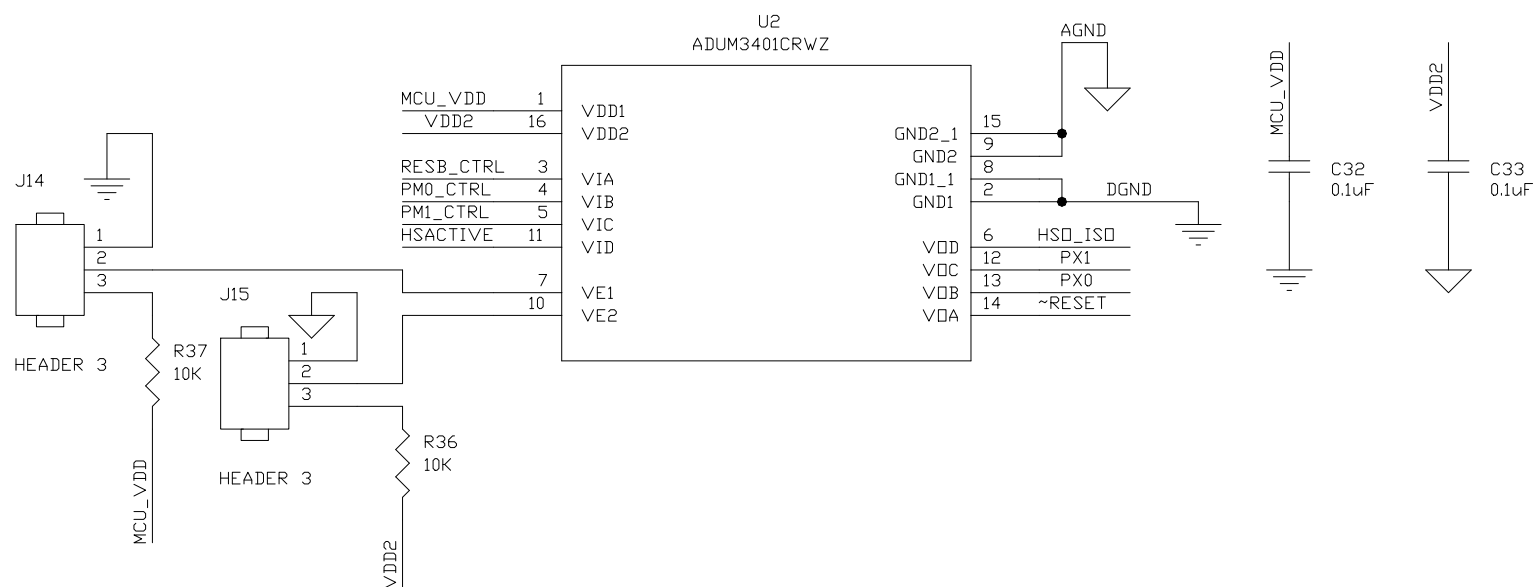 U2
ADUM3401CRWZ
AGND
MCU_VDD 1 VDD1
VDD2 16 VDD2
RESB_CTRL 3 VIA
PM0_CTRL 4 VIB
PM1_CTRL 5 VIC
HSACTIVE 11 VID
7 VE1
10 VE2
GND2_1 15
GND2 9
GND1_1 8
GND1 2 DGND
VOD 6 HSO_ISO
VOC 12 PX1
VOB 13 PX0
VOA 14 ~RESET
MCU_VDD
C32
0.1uF
VDD2
C33
0.1uF
J14
1
2
3
HEADER 3
R37
10K
MCU_VDD
J15
1
2
3
HEADER 3
R36
10K
VDD2